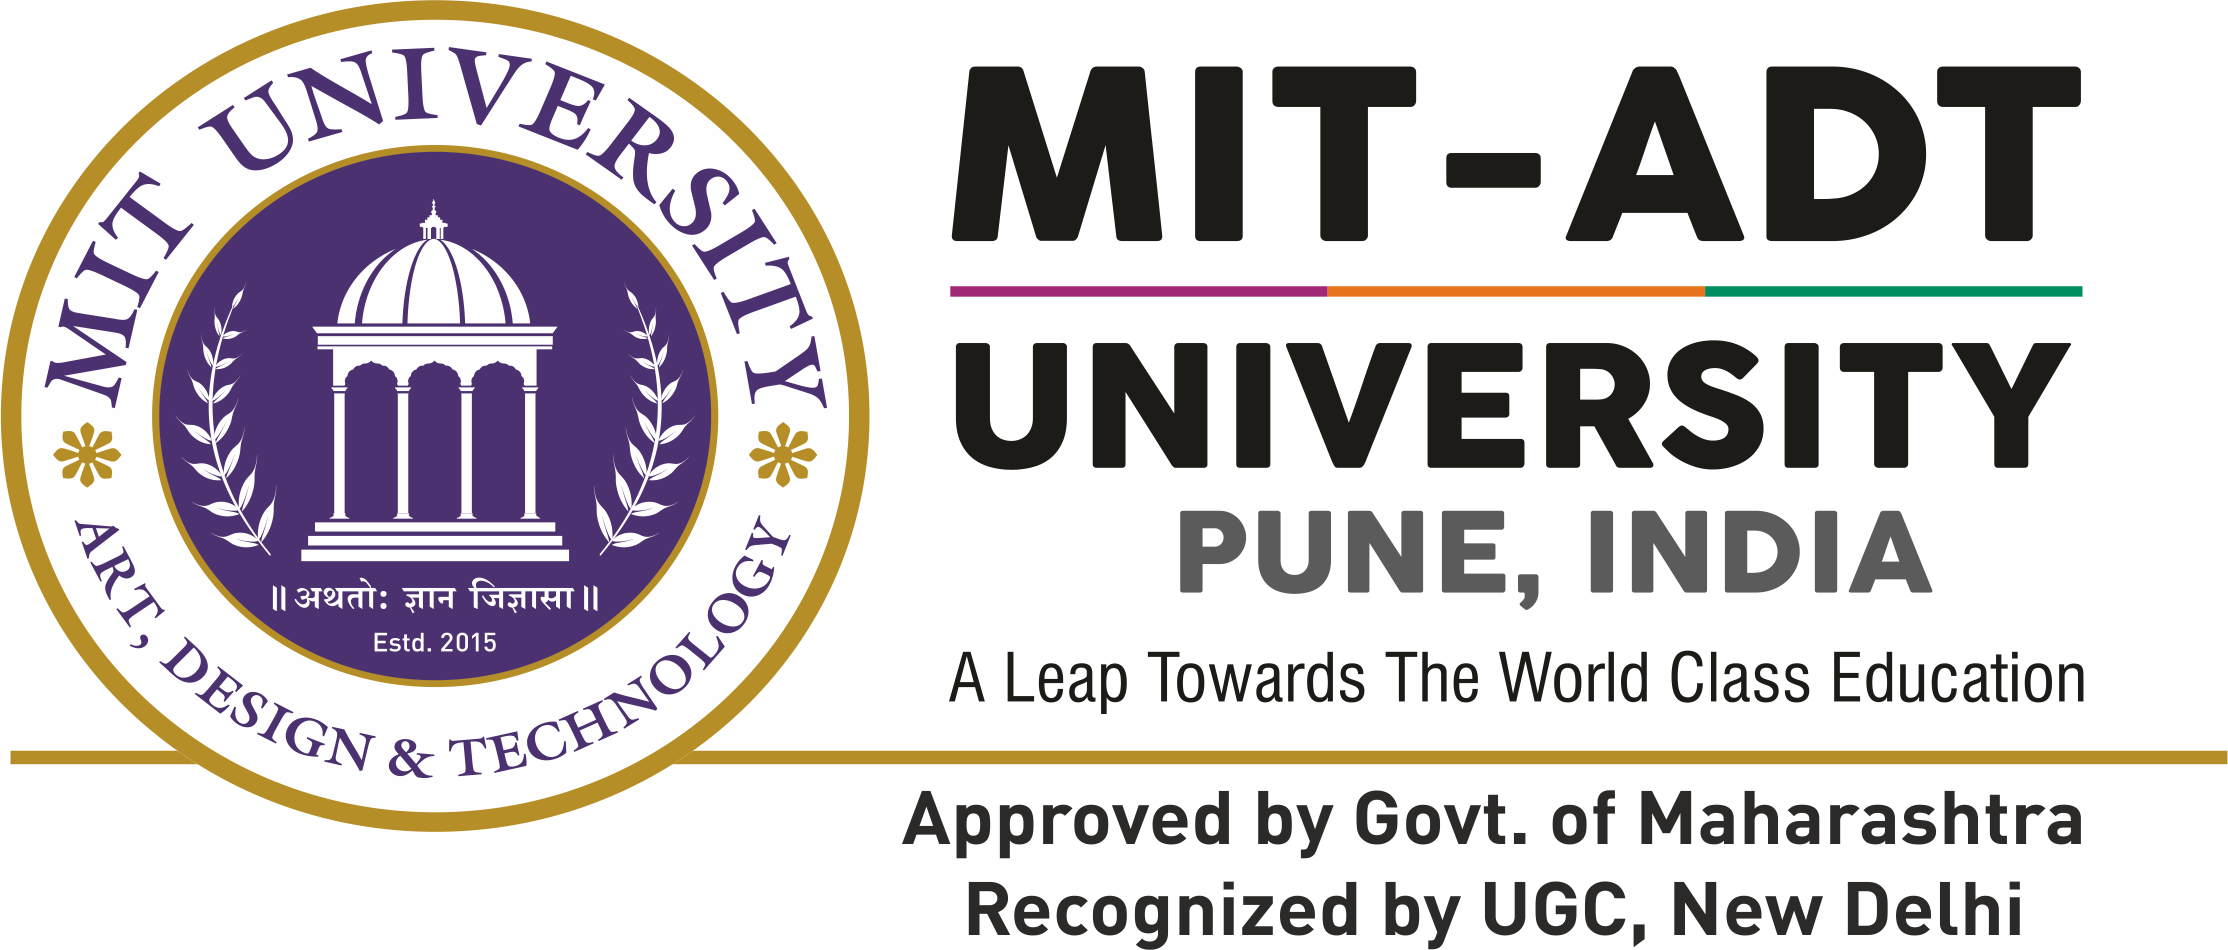 MIT UNIVERSITY
ART, DESIGN & TECHNOLOGY
॥ अथतो: ज्ञान जिज्ञासा ॥
Estd. 2015
MIT-ADT
UNIVERSITY
PUNE, INDIA
A Leap Towards The World Class Education
Approved by Govt. of Maharashtra
Recognized by UGC, New Delhi